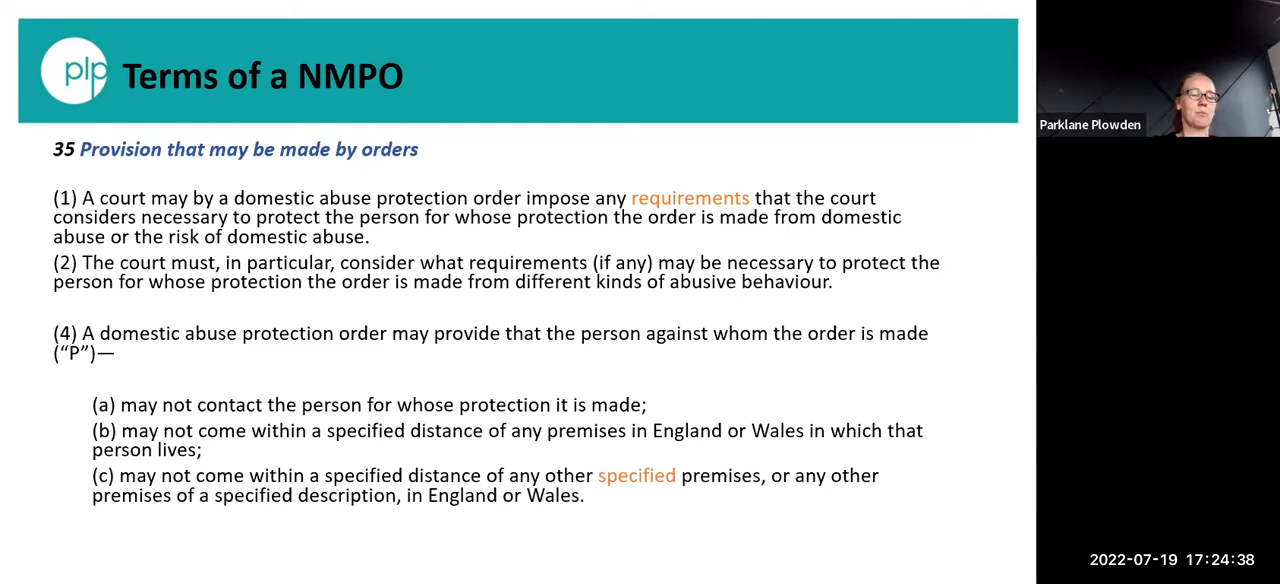 plp
Terms of a NMPO
Parklane Plowden
35 Provision that may be made by orders
(1) A court may by a domestic abuse protection order impose any requirements that the court
considers necessary to protect the person for whose protection the order is made from domestic
abuse or the risk of domestic abuse.
(2) The court must, in particular, consider what requirements (if any) may be necessary to protect the
person for whose protection the order is made from different kinds of abusive behaviour.
(4) A domestic abuse protection order may provide that the person against whom the order is made
(“P”)—
(a) may not contact the person for whose protection it is made;
(b) may not come within a specified distance of any premises in England or Wales in which that
person lives;
(c) may not come within a specified distance of any other specified premises, or any other
premises of a specified description, in England or Wales.
2022-07-19 17:24:38